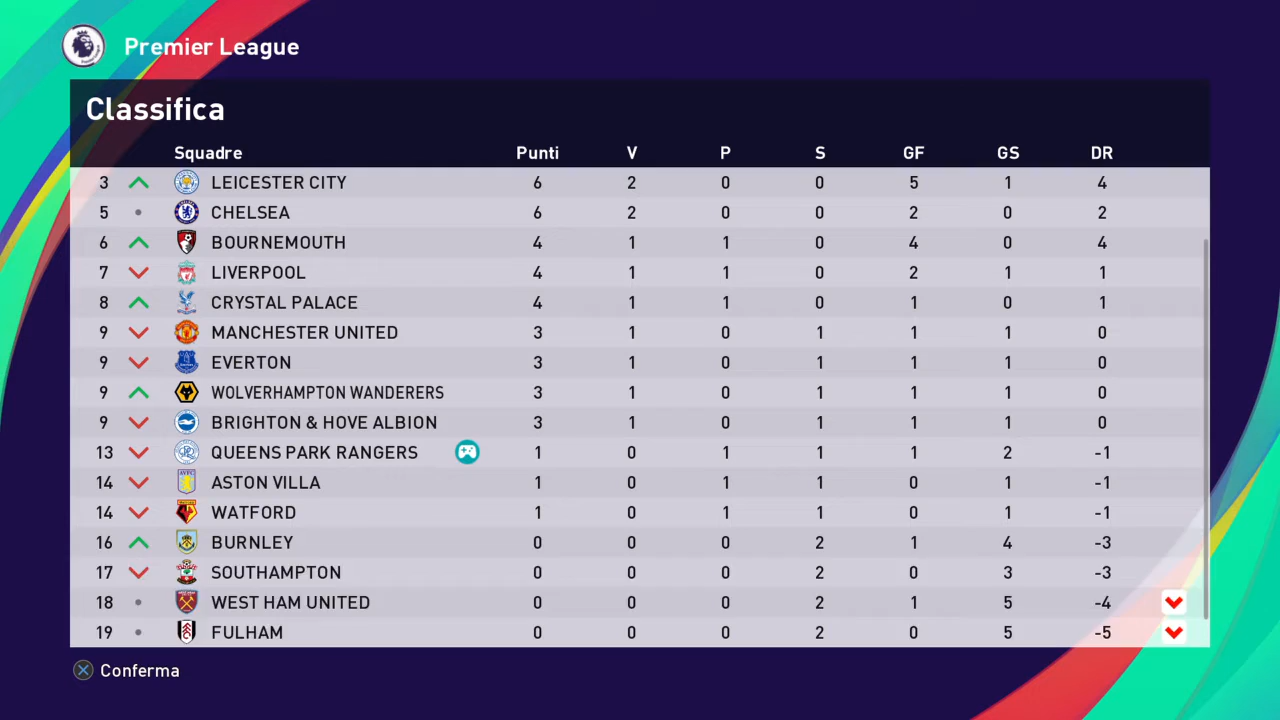 Premier League
Classifica
Squadre Punti V P S GF GS DR
3 LEICESTER CITY 6 2 0 0 5 1 4
5 CHELSEA 6 2 0 0 2 0 2
6 BOURNEMOUTH 4 1 1 0 4 0 4
7 LIVERPOOL 4 1 1 0 2 1 1
8 CRYSTAL PALACE 4 1 1 0 1 0 1
9 MANCHESTER UNITED 3 1 0 1 1 1 0
9 EVERTON 3 1 0 1 1 1 0
9 WOLVERHAMPTON WANDERERS 3 1 0 1 1 1 0
9 BRIGHTON & HOVE ALBION 3 1 0 1 1 1 0
13 QUEENS PARK RANGERS 1 0 1 1 1 2 -1
14 ASTON VILLA 1 0 1 1 0 1 -1
14 WATFORD 1 0 1 1 0 1 -1
16 BURNLEY 0 0 0 2 1 4 -3
17 SOUTHAMPTON 0 0 0 2 0 3 -3
18 WEST HAM UNITED 0 0 0 2 1 5 -4
19 FULHAM 0 0 0 2 0 5 -5
Conferma